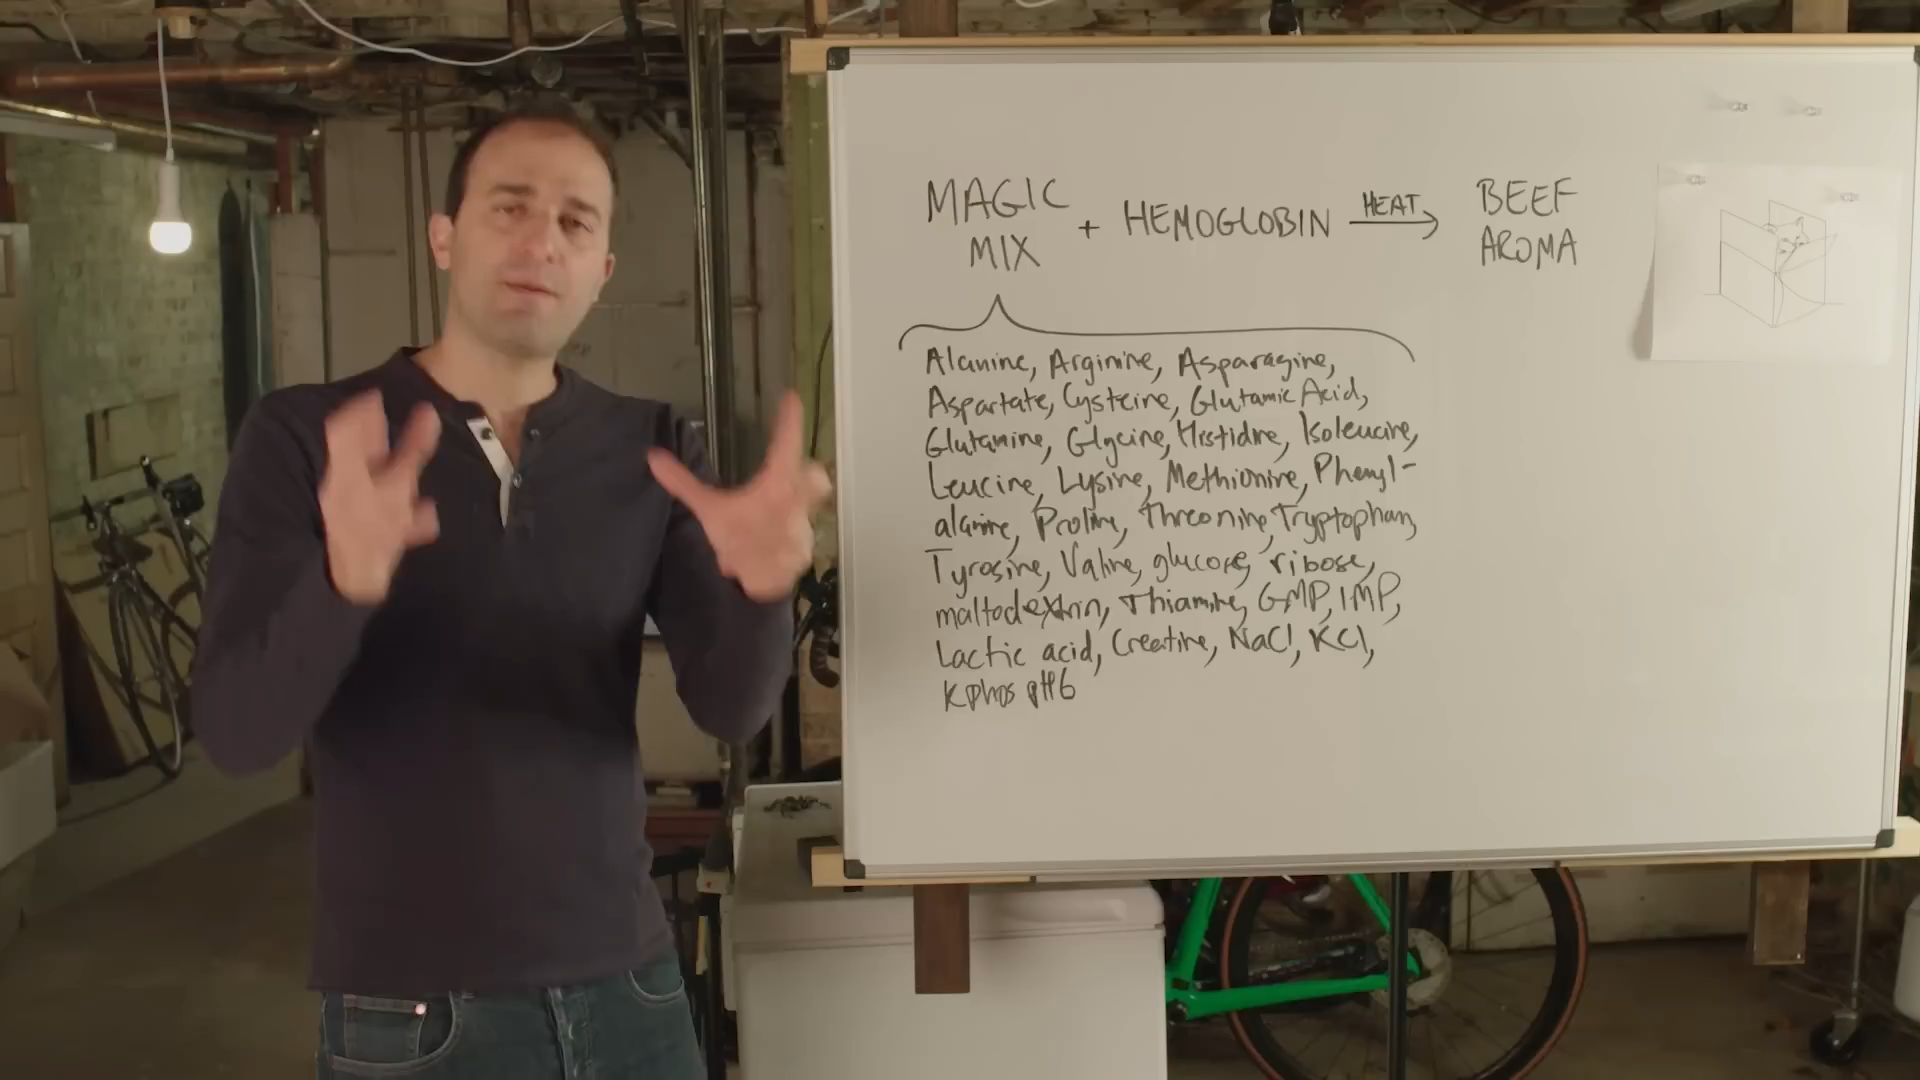 MAGIC
MIX
+ HEMOGLOBIN
HEAT
BEEF
AROMA
Alanine, Arginine, Asparagine,
Aspartate, Cysteine, Glutamic Acid,
Glutamine, Glycine, Histidine, Isoleucine,
Leucine, Lysine, Methionine, Phenyl-
alanine, Proline, Threonine, Tryptophan,
Tyrosine, Valine, glucose, ribose,
maltodextrin, Thiamine, GMP, IMP,
Lactic acid, Creatine, NaCl, KCl,
Kphos pH6